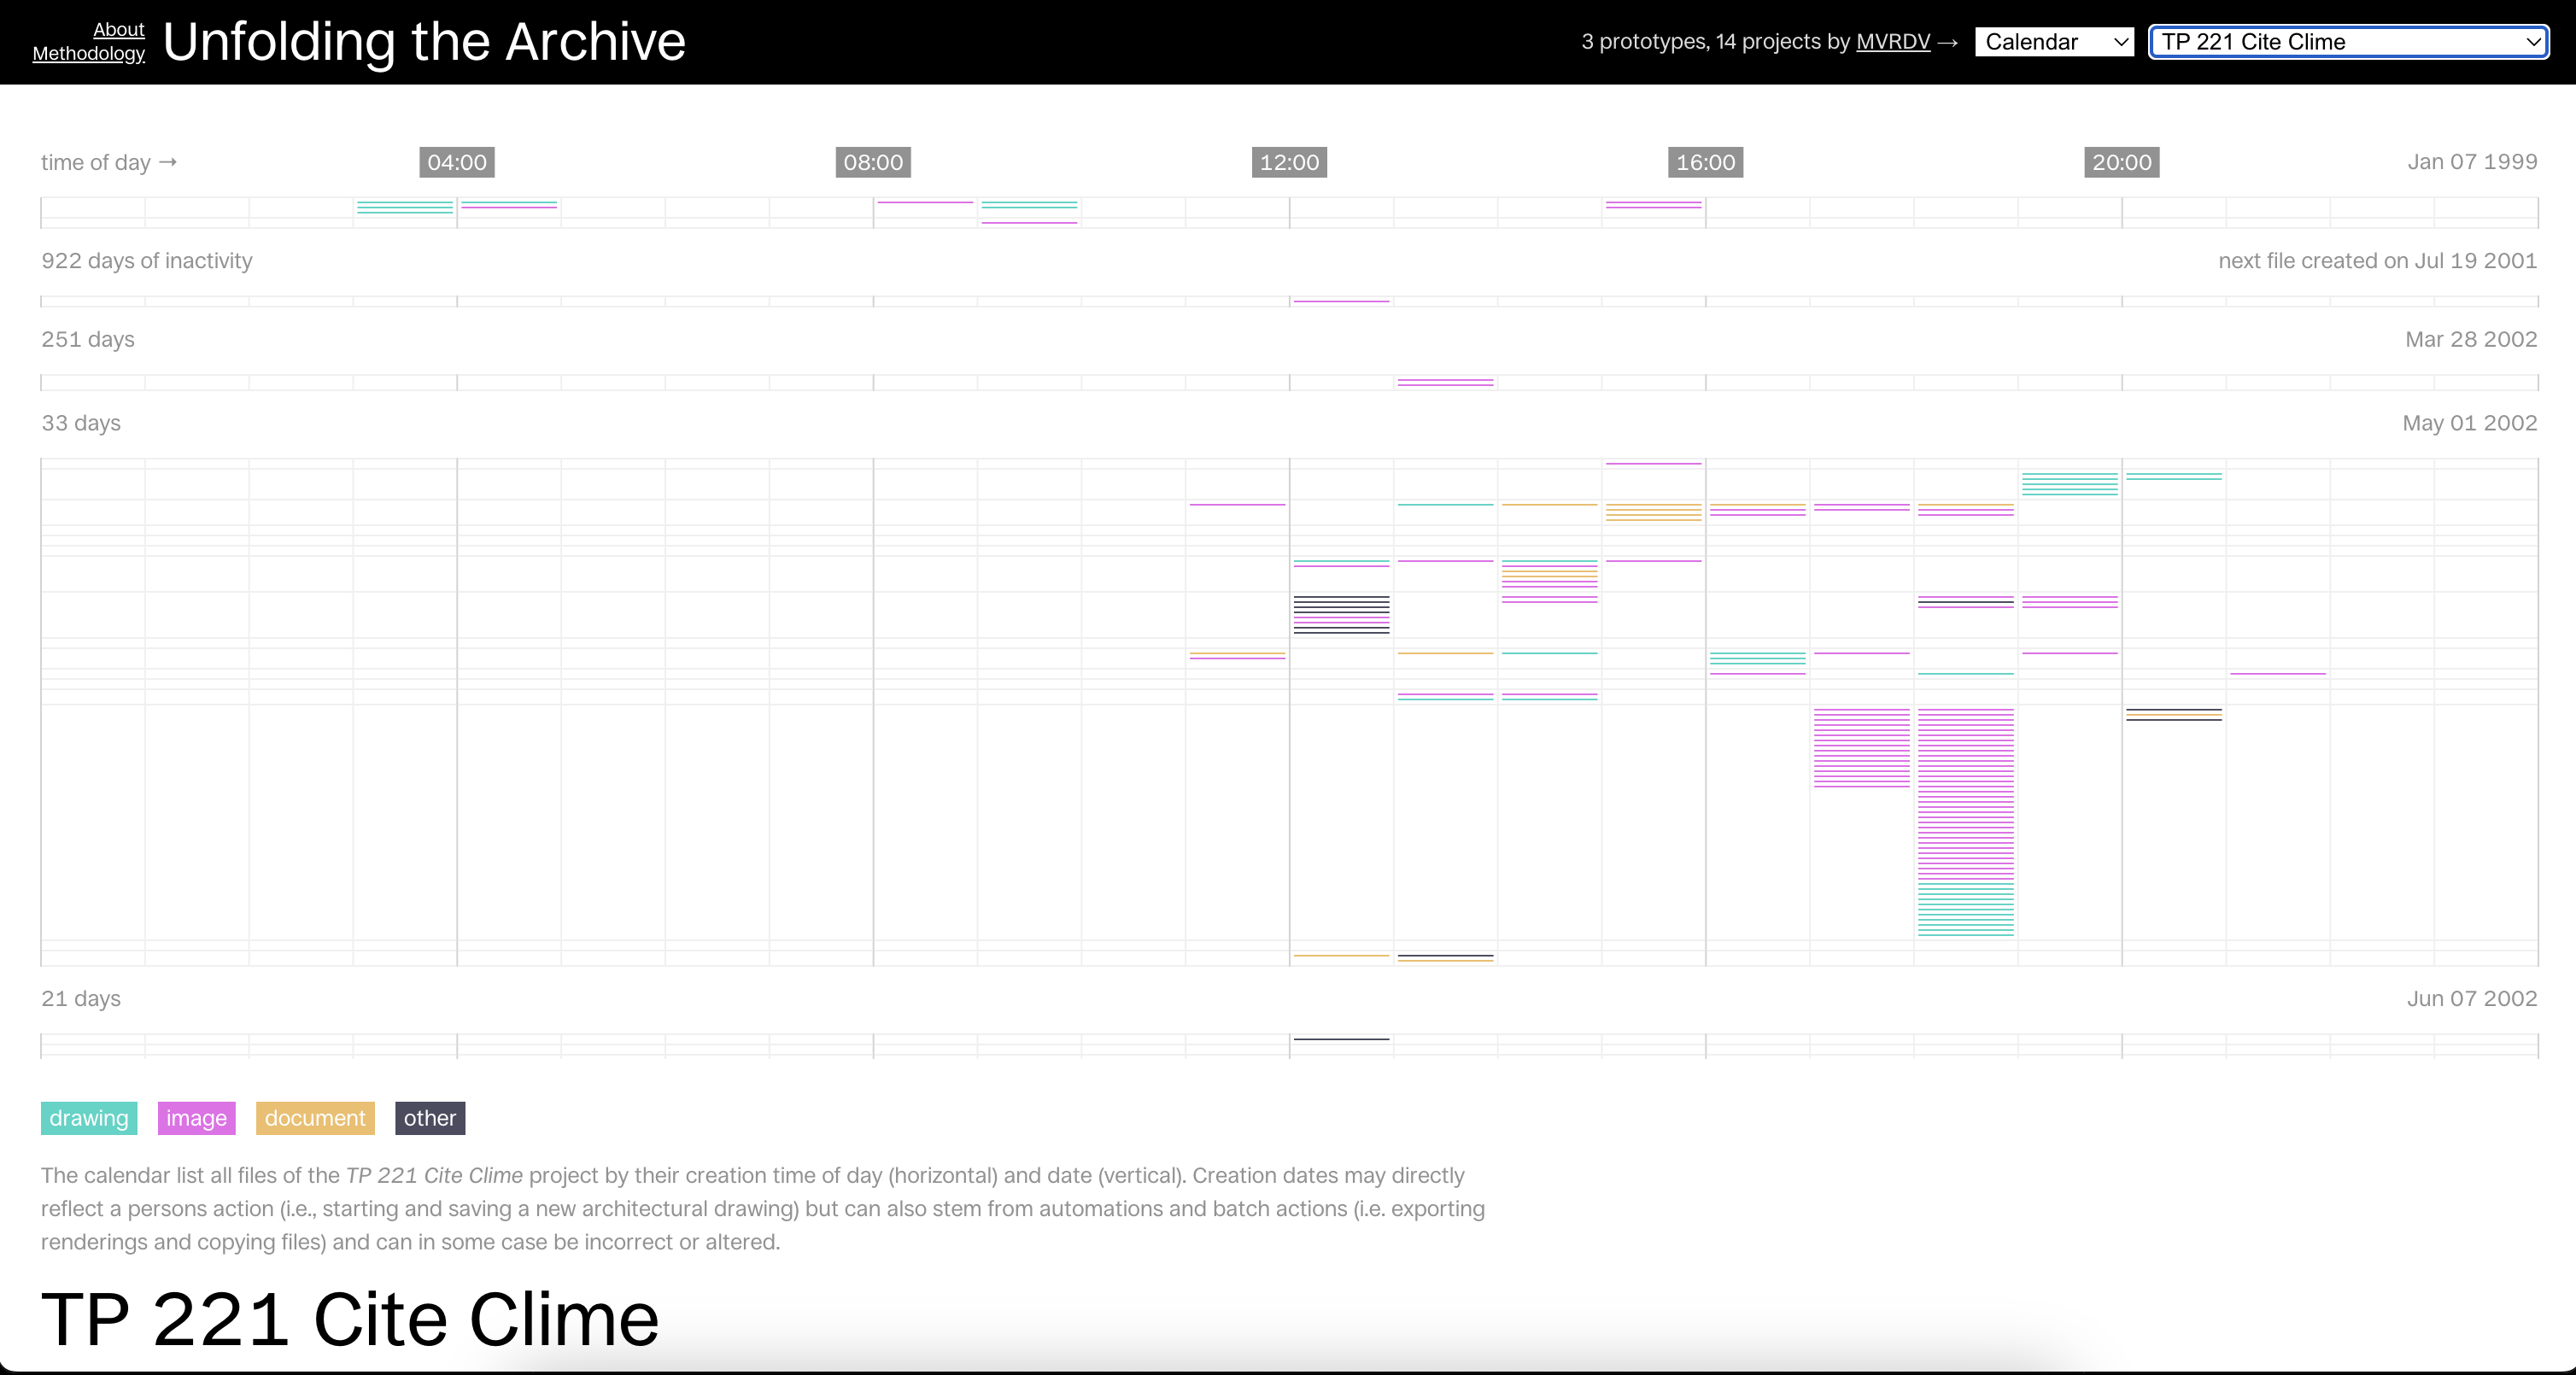 About
Methodology
Unfolding the Archive
3 prototypes, 14 projects by MVRDV →
Calendar
TP 221 Cite Clime
time of day →
04:00
08:00
12:00
16:00
20:00
Jan 07 1999
922 days of inactivity
next file created on Jul 19 2001
251 days
Mar 28 2002
33 days
May 01 2002
21 days
Jun 07 2002
drawing
image
document
other
The calendar list all files of the TP 221 Cite Clime project by their creation time of day (horizontal) and date (vertical). Creation dates may directly
reflect a persons action (i.e., starting and saving a new architectural drawing) but can also stem from automations and batch actions (i.e. exporting
renderings and copying files) and can in some case be incorrect or altered.
TP 221 Cite Clime